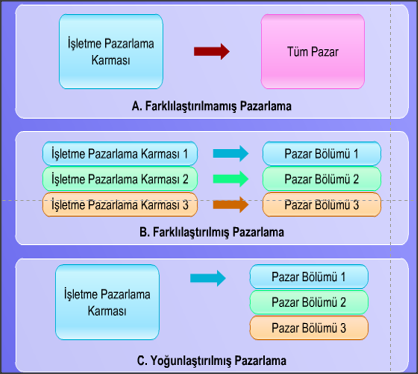 İşletme Pazarlama
Karması
Tüm Pazar
A. Farklılaştırılmamış Pazarlama
İşletme Pazarlama Karması 1
Pazar Bölümü 1
İşletme Pazarlama Karması 2
Pazar Bölümü 2
İşletme Pazarlama Karması 3
Pazar Bölümü 3
B. Farklılaştırılmış Pazarlama
İşletme Pazarlama
Karması
Pazar Bölümü 1
Pazar Bölümü 2
Pazar Bölümü 3
C. Yoğunlaştırılmış Pazarlama